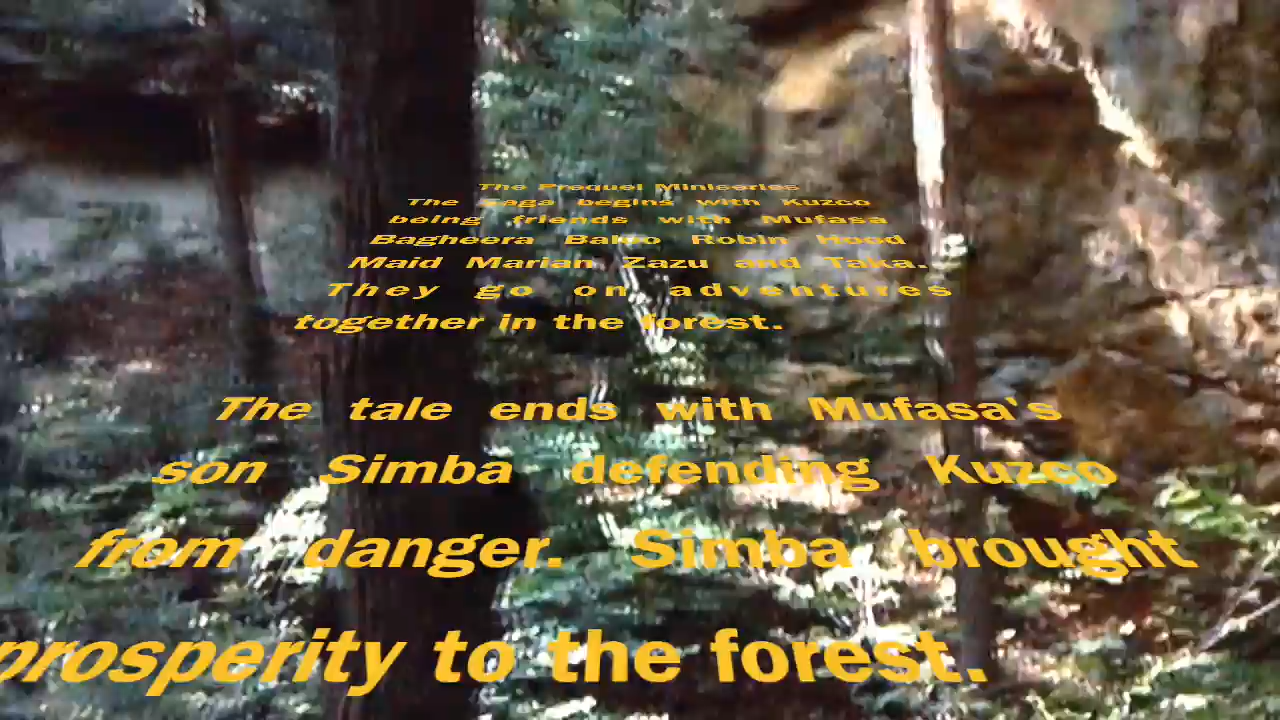 The Prequel Miniseries
The Saga begins with Kuzco
being friends with Mufasa
Bagheera Baloo Robin Hood
Maid Marian Zazu and Taka.
They go on adventures
together in the forest.
The tale ends with Mufasa's
son Simba defending Kuzco
from danger. Simba brought
prosperity to the forest.